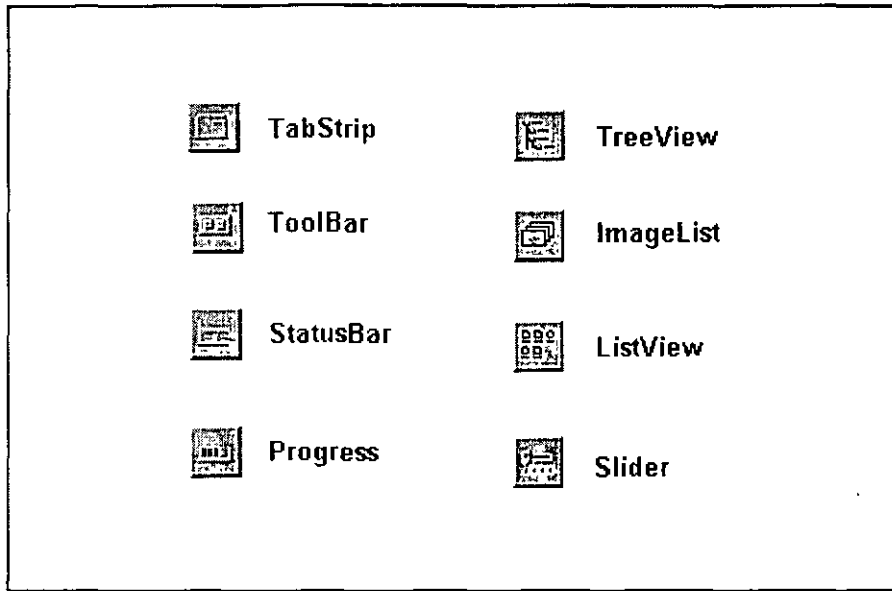 TabStrip
TreeView
ToolBar
ImageList
StatusBar
ListView
Progress
Slider